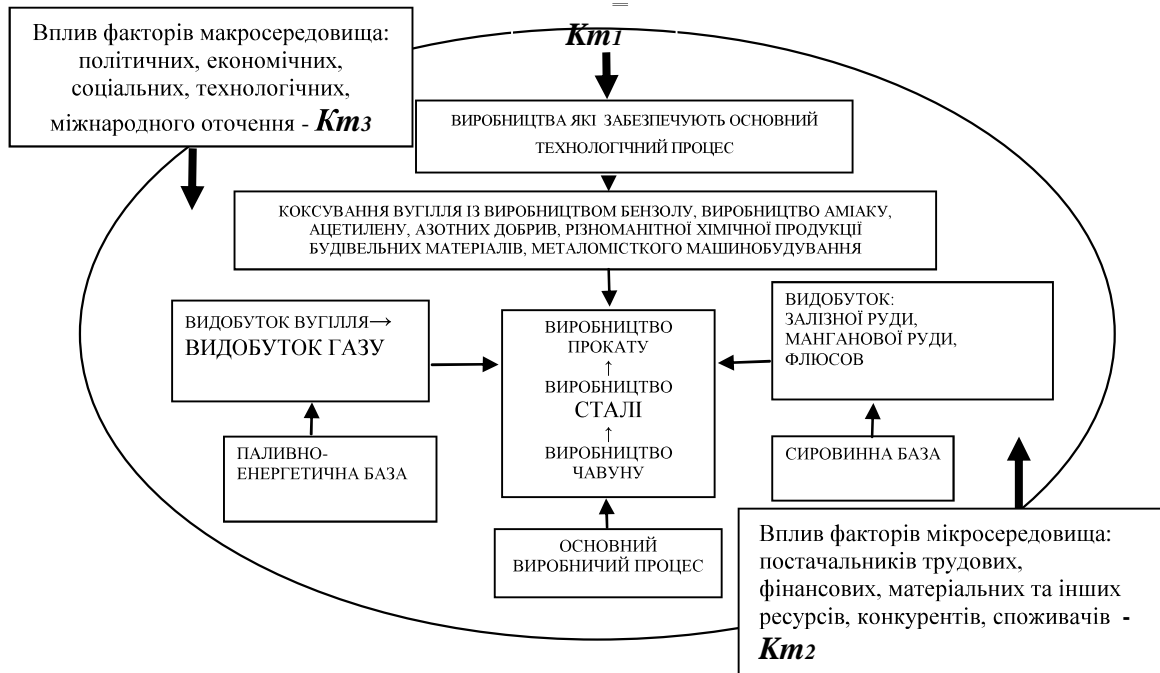 Вплив факторів макросередовища:
політичних, економічних,
соціальних, технологічних,
міжнародного оточення - Km3
Km1
ВИРОБНИЦТВА ЯКІ ЗАБЕЗПЕЧУЮТЬ ОСНОВНИЙ
ТЕХНОЛОГІЧНИЙ ПРОЦЕС
КОКСУВАННЯ ВУГІЛЛЯ ІЗ ВИРОБНИЦТВОМ БЕНЗОЛУ, ВИРОБНИЦТВО АМІАКУ,
АЦЕТИЛЕНУ, АЗОТНИХ ДОБРИВ, РІЗНОМАНІТНОЇ ХІМІЧНОЇ ПРОДУКЦІЇ
БУДІВЕЛЬНИХ МАТЕРІАЛІВ, МЕТАЛОМІСТКОГО МАШИНОБУДУВАННЯ
ВИДОБУТОК ВУГІЛЛЯ→
ВИДОБУТОК ГАЗУ
ВИРОБНИЦТВО
ПРОКАТУ
↑
ВИРОБНИЦТВО
СТАЛІ
↑
ВИРОБНИЦТВО
ЧАВУНУ
ВИДОБУТОК:
ЗАЛІЗНОЇ РУДИ,
МАНГАНОВОЇ РУДИ,
ФЛЮСОВ
ПАЛИВНО-
ЕНЕРГЕТИЧНА БАЗА
СИРОВИННА БАЗА
ОСНОВНИЙ
ВИРОБНИЧИЙ ПРОЦЕС
Вплив факторів мікросередовища:
постачальників трудових,
фінансових, матеріальних та інших
ресурсів, конкурентів, споживачів -
Km2